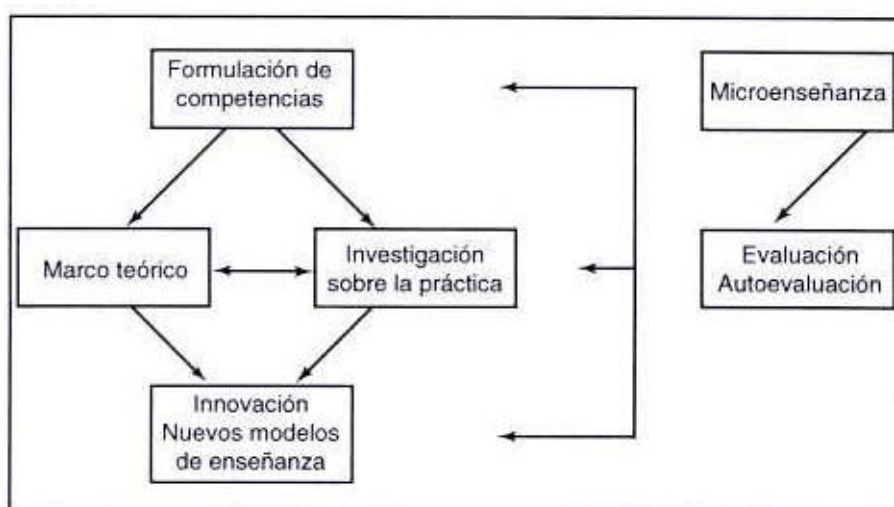 Formulación de
competencias
Microenseñanza
Marco teórico
Investigación
sobre la práctica
Evaluación
Autoevaluación
Innovación
Nuevos modelos
de enseñanza